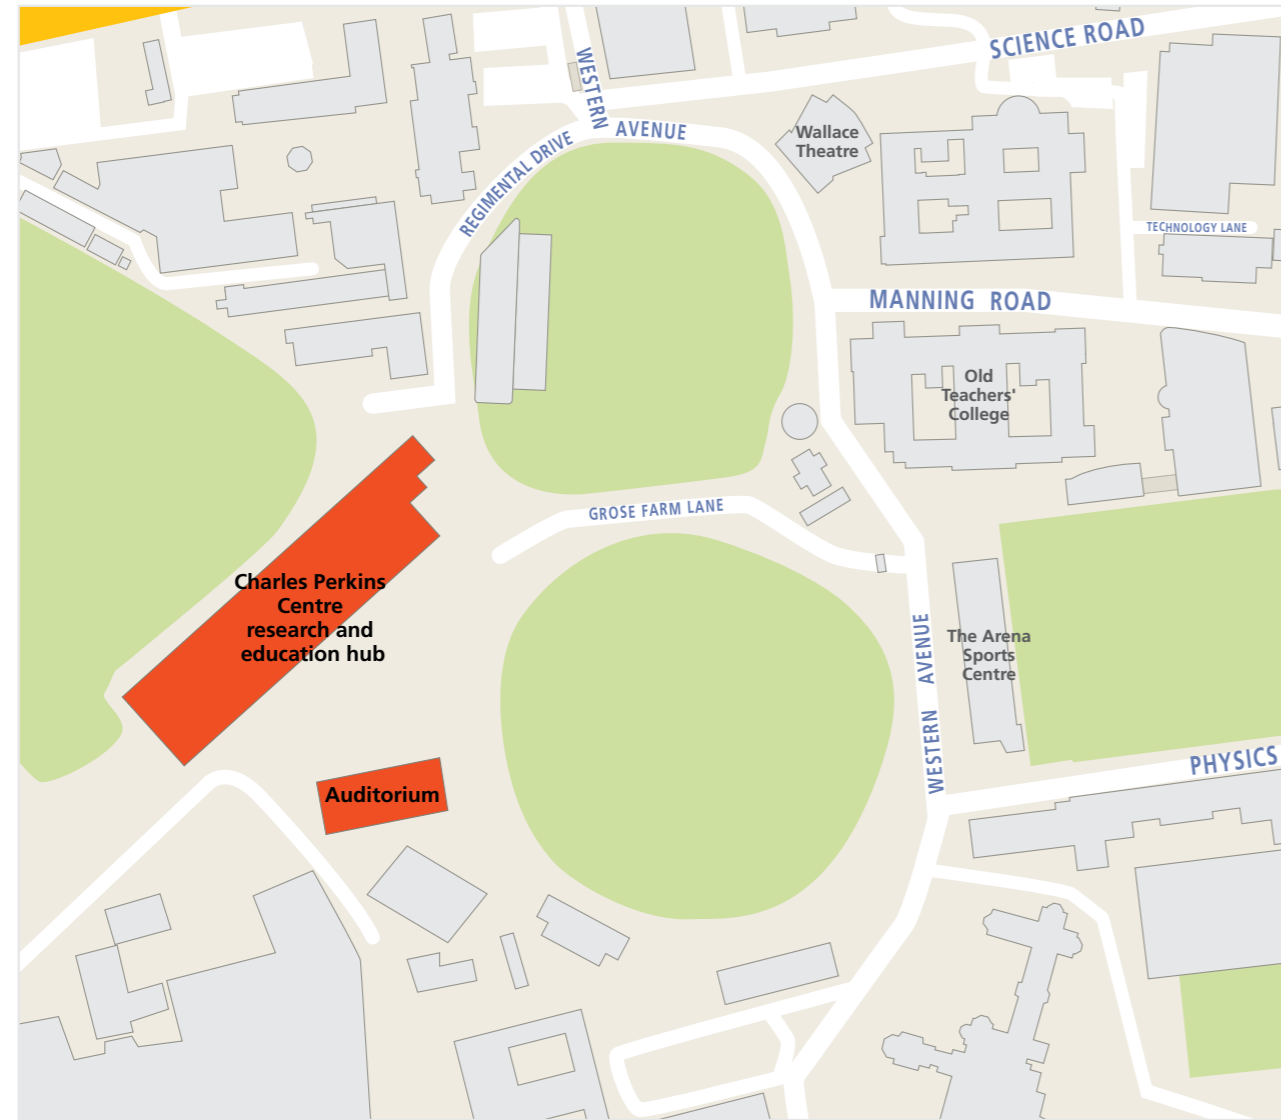 SCIENCE ROAD
WESTERN
AVENUE
REGIMENTAL DRIVE
Wallace
Theatre
TECHNOLOGY LANE
MANNING ROAD
Old
Teachers'
College
GROSE FARM LANE
Charles Perkins
Centre
research and
education hub
WESTERN AVENUE
The Arena
Sports
Centre
PHYSICS
Auditorium